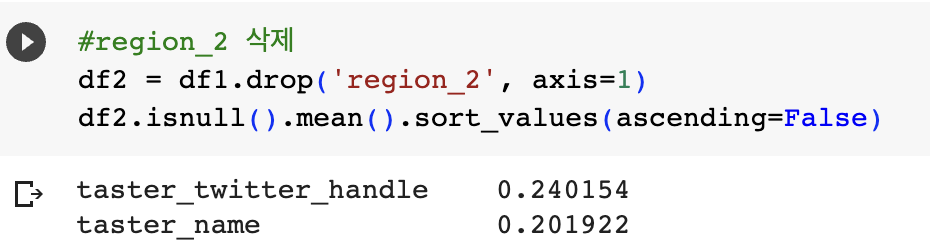 #region_2 삭제
df2 = df1.drop('region_2', axis=1)
df2.isnull().mean().sort_values(ascending=False)
taster_twitter_handle    0.240154
taster_name              0.201922